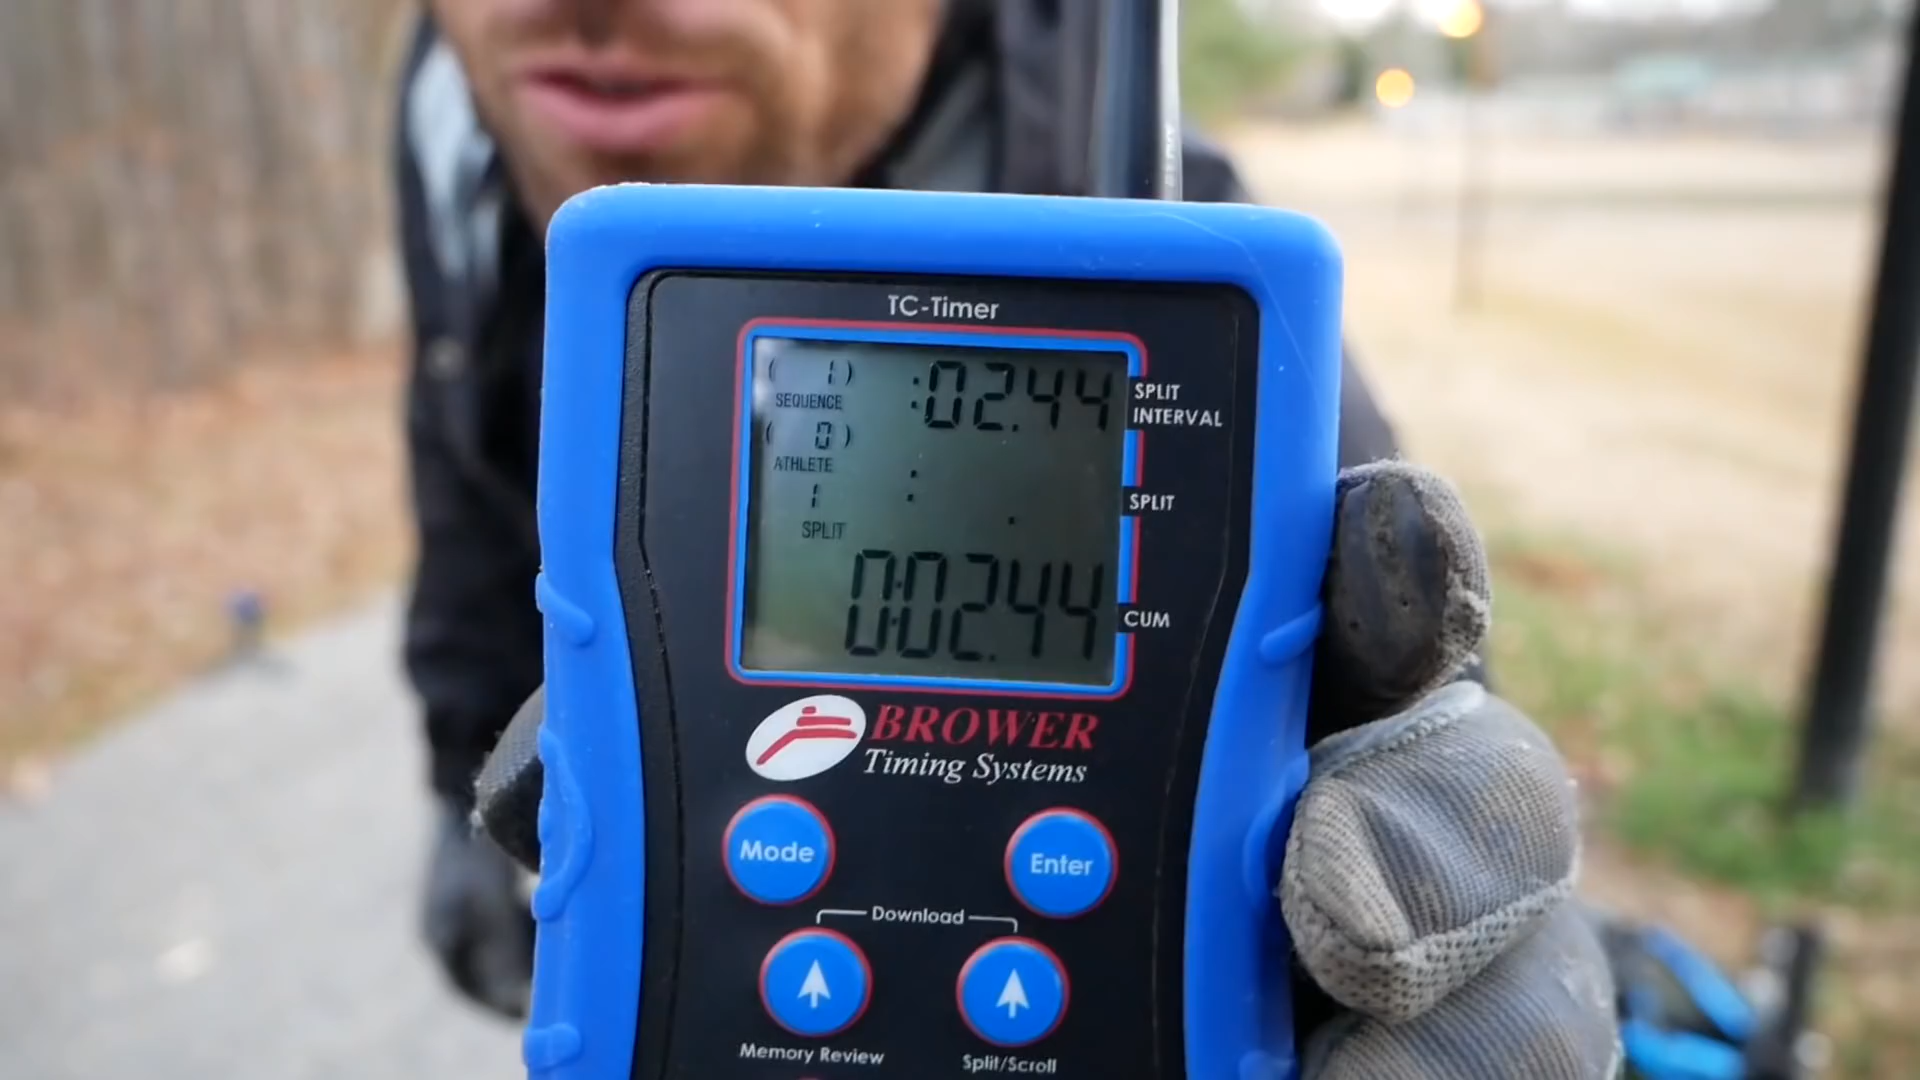 TC-Timer
( 1) :02.44 SPLIT
SEQUENCE INTERVAL
( 0)
ATHLETE
1 : . SPLIT
SPLIT
0:02.44 CUM
BROWER
Timing Systems
Mode Enter
Download
Memory Review Split/Scroll